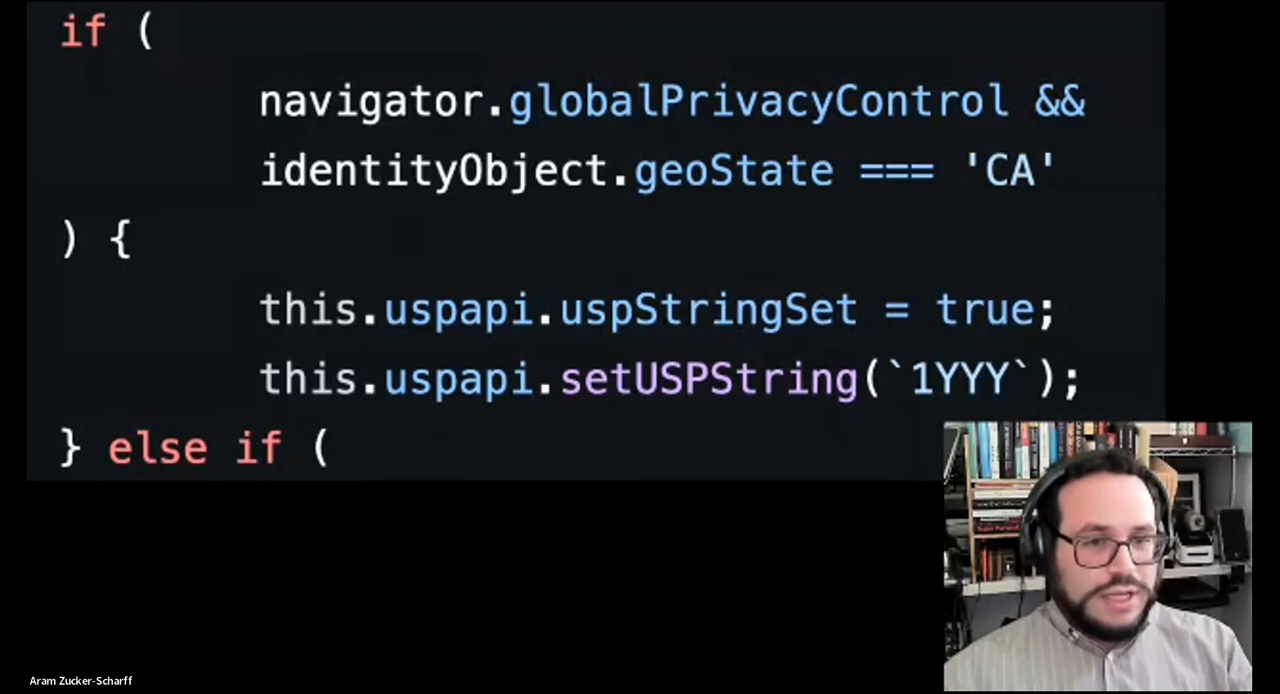 if (
navigator.globalPrivacyControl &&
identityObject.geoState === 'CA'
) {
this.uspapi.uspStringSet = true;
this.uspapi.setUSPString(`1YYY`);
} else if (
Aram Zucker-Scharff